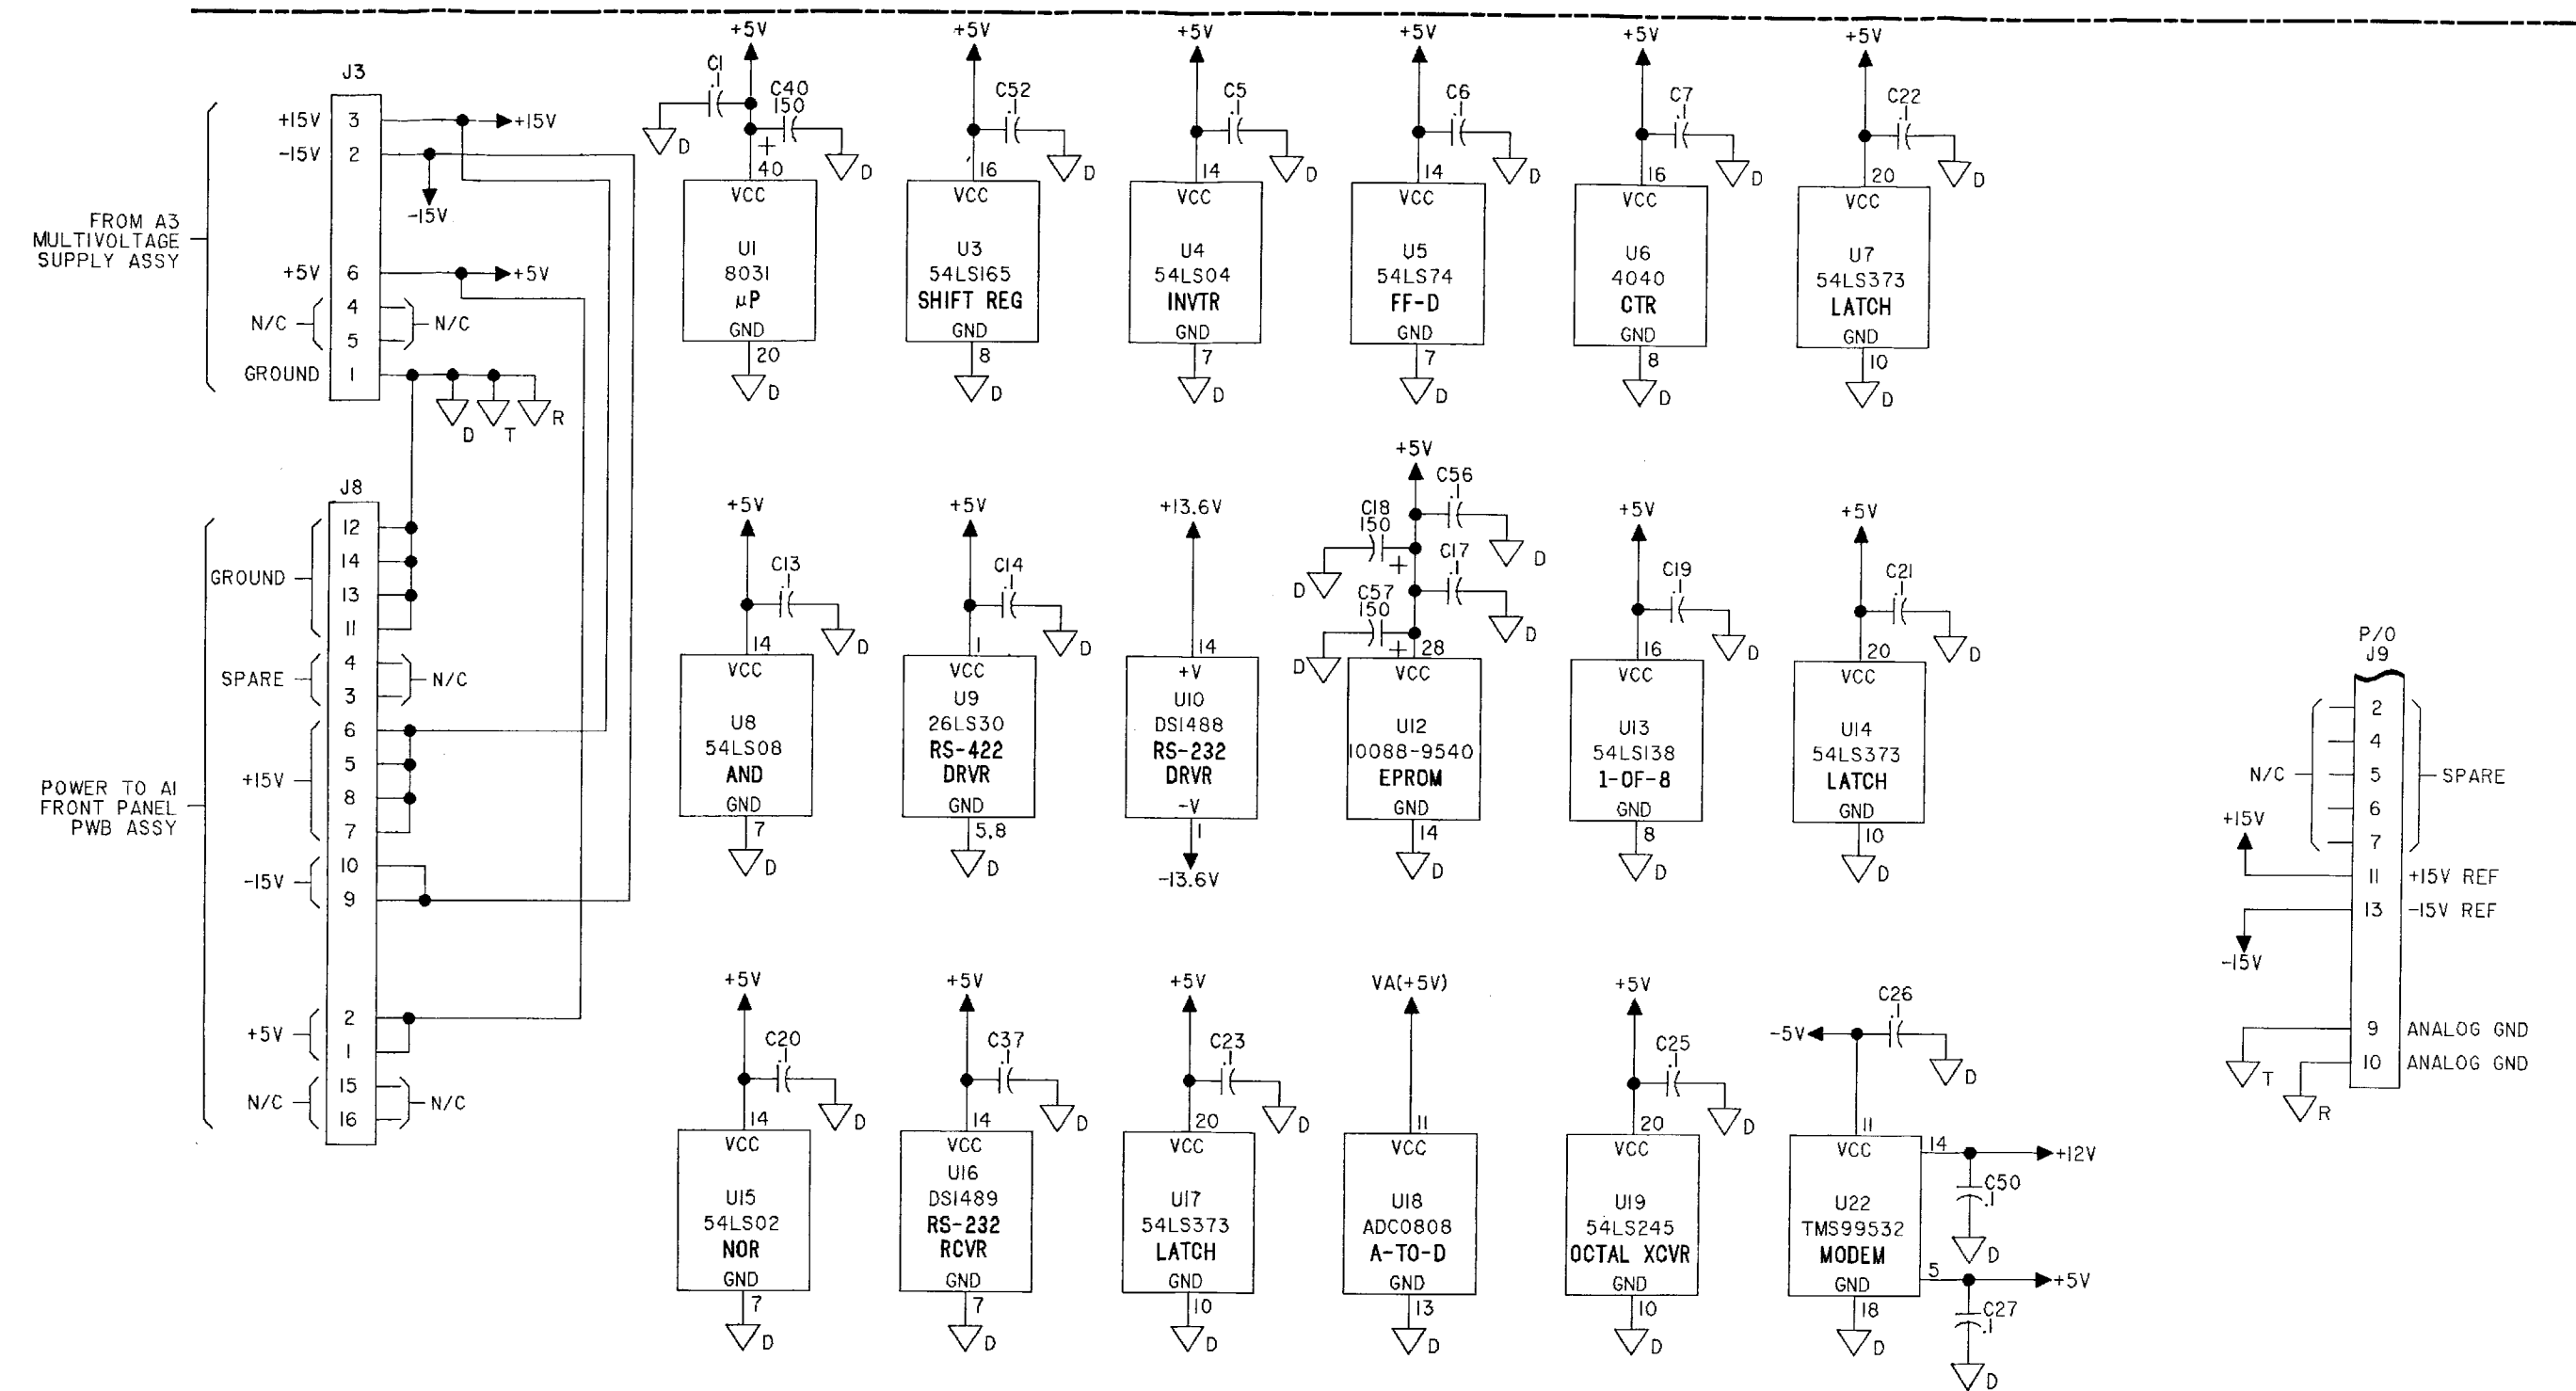 J3
FROM A3
MULTIVOLTAGE
SUPPLY ASSY
+15V 3 +15V
-15V 2
-15V
+5V 6 +5V
N/C 4 N/C
5
GROUND 1
D T R
J8
POWER TO A1
FRONT PANEL
PWB ASSY
GROUND
12
14
13
11
SPARE
4
3
N/C
+15V
6
5
8
7
-15V
10
9
+5V
2
1
N/C
15
16
N/C
+5V
C1
.1
D
C40
150
+
D
40
VCC
U1
8031
µP
GND
20
D
+5V
C52
.1
D
16
VCC
U3
54LS165
SHIFT REG
GND
8
D
+5V
C5
.1
D
14
VCC
U4
54LS04
INVTR
GND
7
D
+5V
C6
.1
D
14
VCC
U5
54LS74
FF-D
GND
7
D
+5V
C7
.1
D
16
VCC
U6
4040
CTR
GND
8
D
+5V
C22
.1
D
20
VCC
U7
54LS373
LATCH
GND
10
D
+5V
C13
.1
D
14
VCC
U8
54LS08
AND
GND
7
D
+5V
C14
.1
D
1
VCC
U9
26LS30
RS-422
DRVR
GND
5,8
D
+13.6V
14
+V
U10
DS1488
RS-232
DRVR
-V
1
-13.6V
+5V
C56
.1
D
C18
150
+
D
C17
.1
D
C57
150
+
D
28
VCC
U12
10088-9540
EPROM
GND
14
D
+5V
C19
.1
D
16
VCC
U13
54LS138
1-OF-8
GND
8
D
+5V
C21
.1
D
20
VCC
U14
54LS373
LATCH
GND
10
D
+5V
C20
.1
D
14
VCC
U15
54LS02
NOR
GND
7
D
+5V
C37
.1
D
14
VCC
U16
DS1489
RS-232
RCVR
GND
7
D
+5V
C23
.1
D
20
VCC
U17
54LS373
LATCH
GND
10
D
VA(+5V)
11
VCC
U18
ADC0808
A-TO-D
GND
13
D
+5V
C25
.1
D
20
VCC
U19
54LS245
OCTAL XCVR
GND
10
D
-5V
C26
.1
D
11
VCC
U22
TMS99532
MODEM
GND
18
D
14
+12V
C50
.1
D
5
+5V
C27
.1
D
P/O
J9
N/C
2
4
5
6
7
SPARE
+15V
11 +15V REF
13 -15V REF
-15V
9 ANALOG GND
T
10 ANALOG GND
R